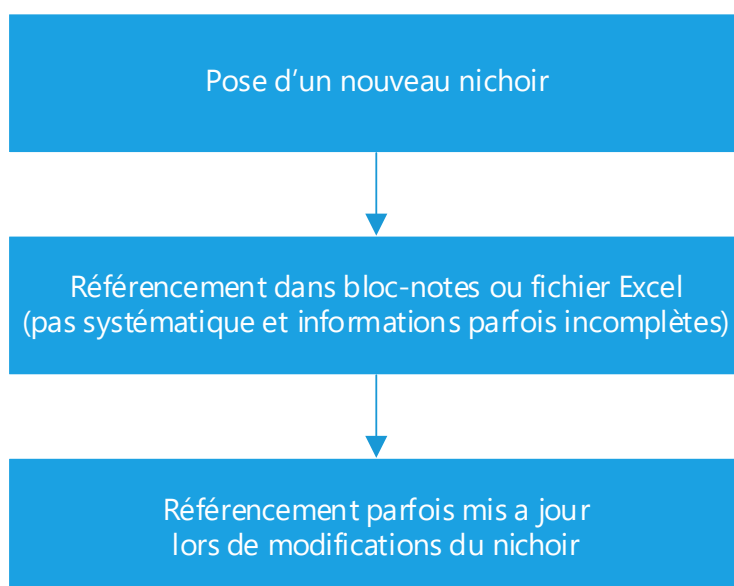 Pose d’un nouveau nichoir
Référencement dans bloc-notes ou fichier Excel
(pas systématique et informations parfois incomplètes)
Référencement parfois mis a jour
lors de modifications du nichoir